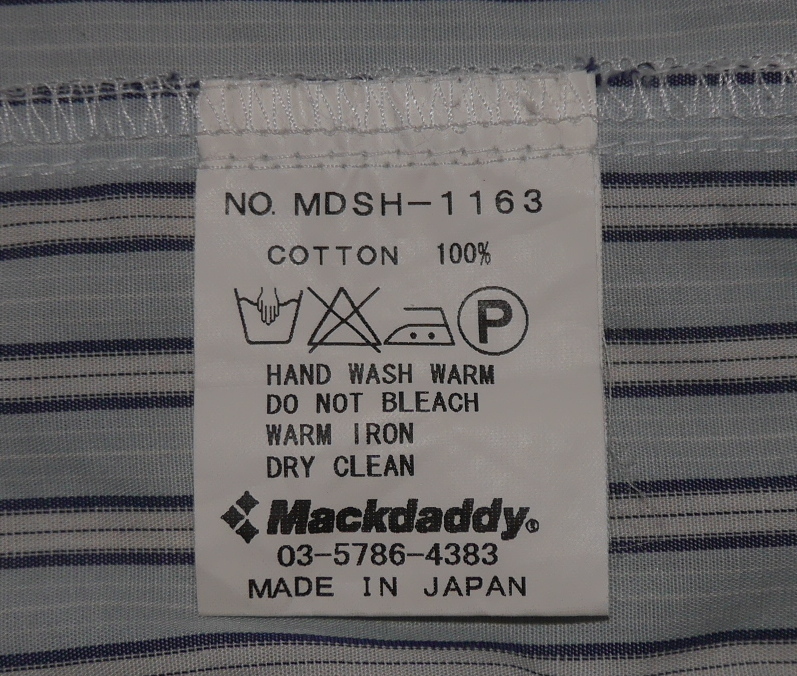 NO. MDSH-1163
COTTON 100%
P
HAND WASH WARM
DO NOT BLEACH
WARM IRON
DRY CLEAN
Mackdaddy®
03-5786-4383
MADE IN JAPAN